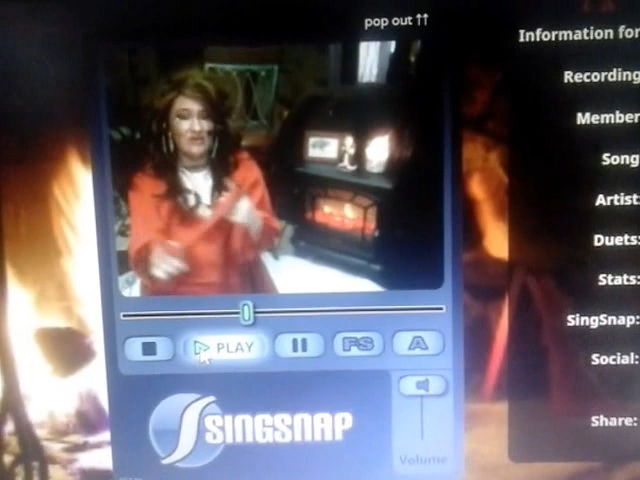 pop out ↑↑
Information for
Recording
Member
Song
Artist:
Duets:
Stats:
SingSnap:
Social:
Share:
PLAY
FS
A
SINGSNAP
Volume